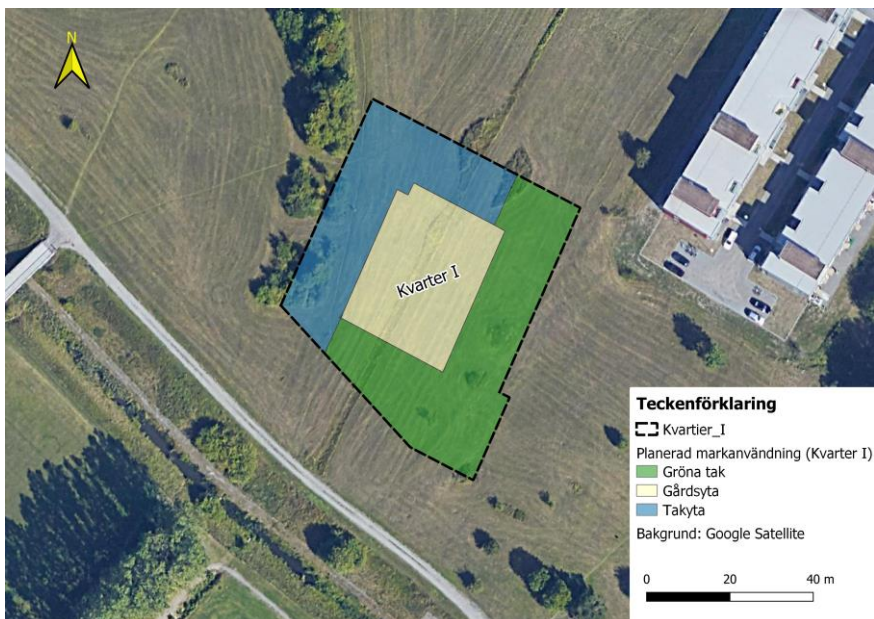 N
Kvarter I
Teckenförklaring
Kvartier_I
Planerad markanvändning (Kvarter I)
Gröna tak
Gårdsyta
Takyta
Bakgrund: Google Satellite
0 20 40 m